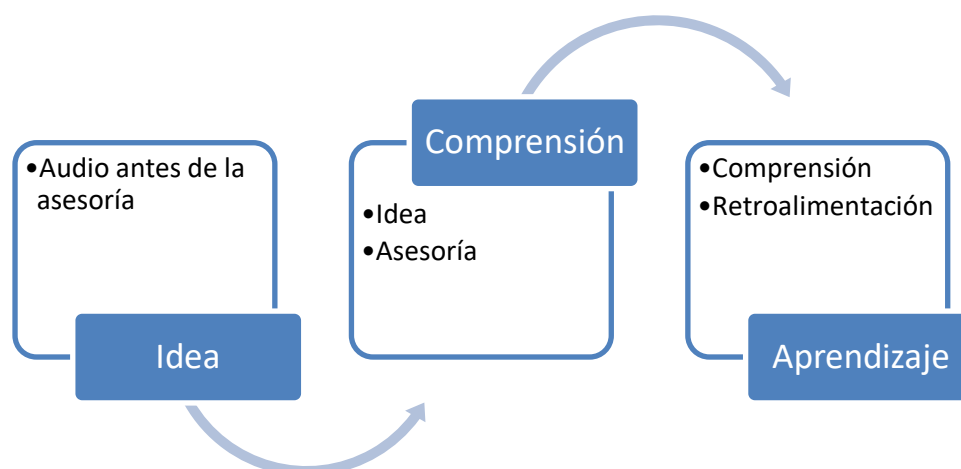 •Audio antes de la
asesoría
Idea
Comprensión
•Idea
•Asesoría
•Comprensión
•Retroalimentación
Aprendizaje